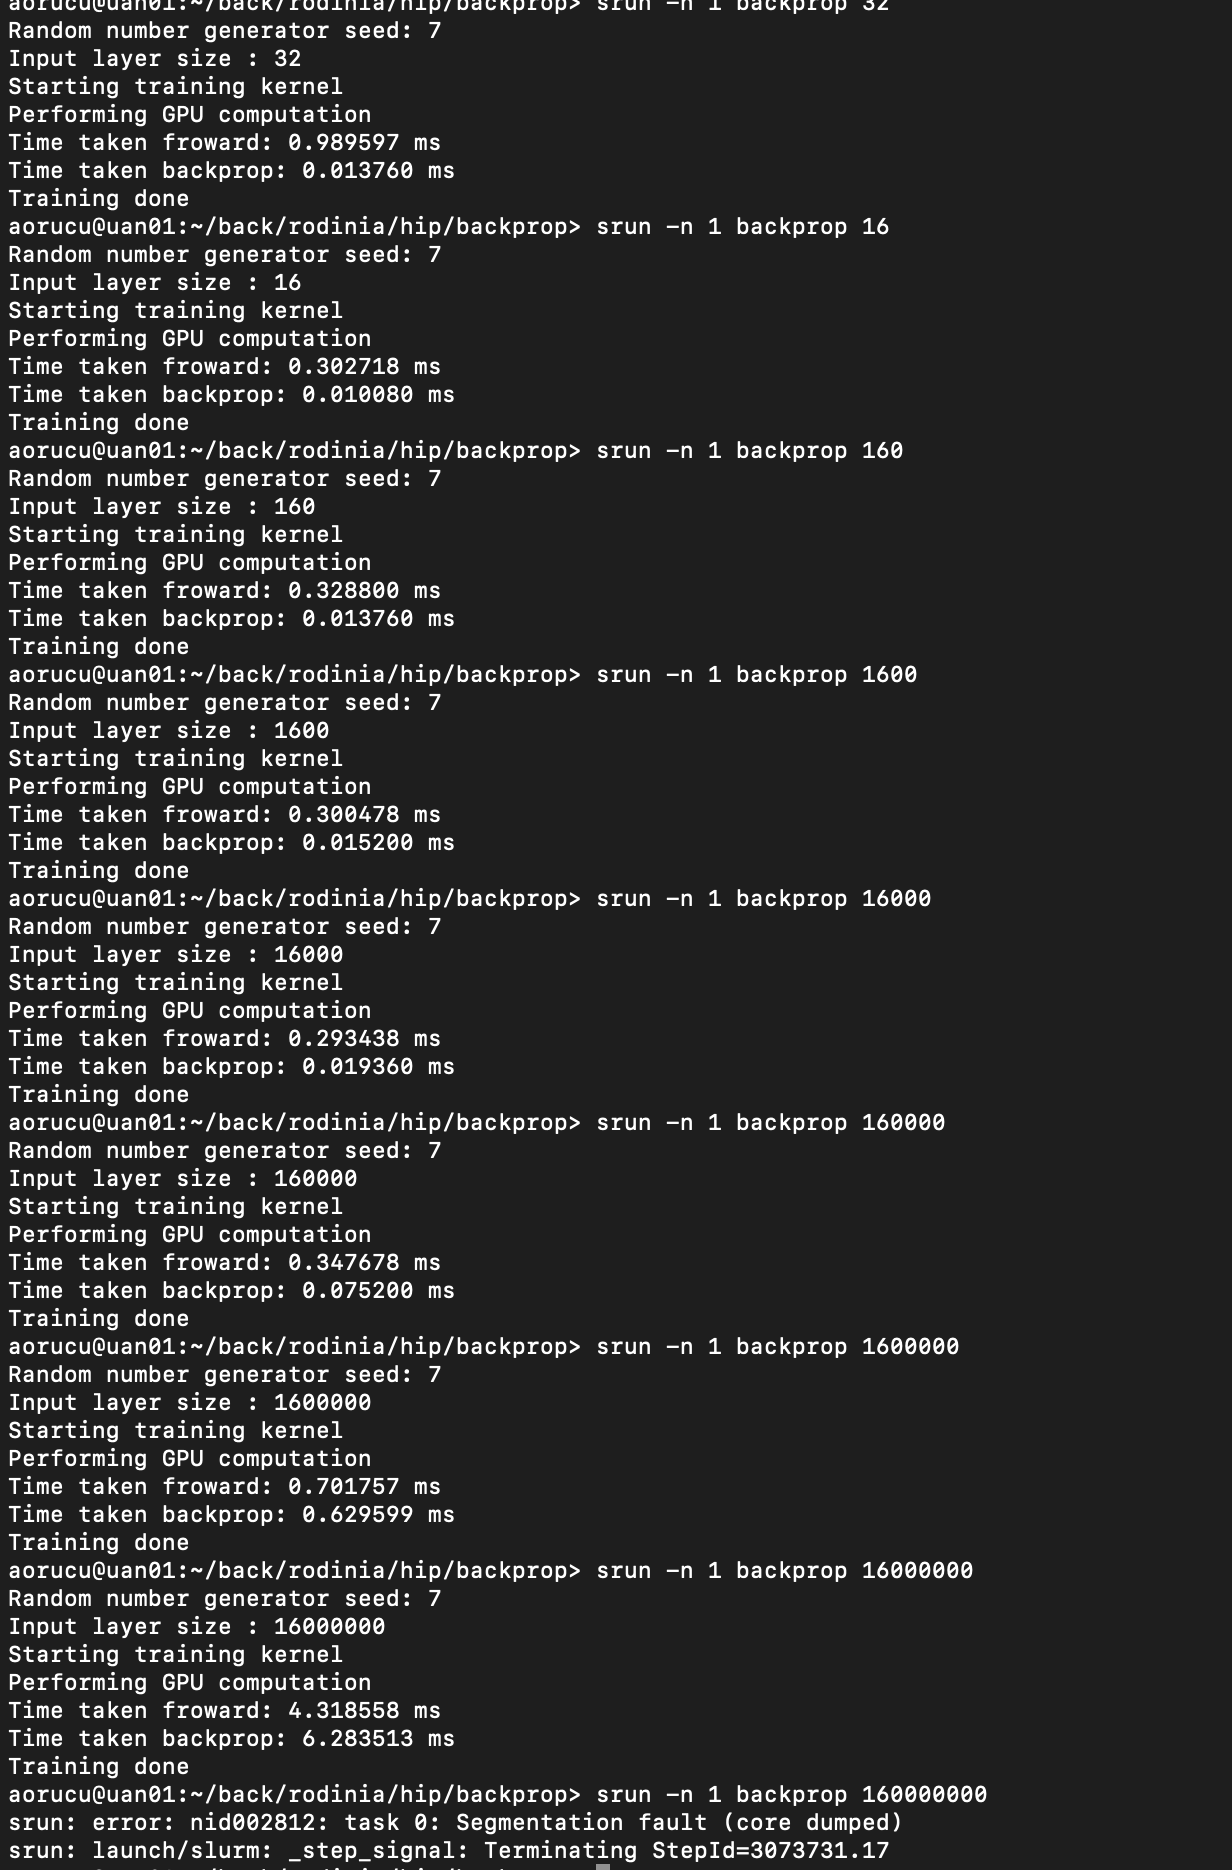 aorucu@uan01:~/back/rodinia/hip/backprop> srun -n 1 backprop 32
Random number generator seed: 7
Input layer size : 32
Starting training kernel
Performing GPU computation
Time taken froward: 0.989597 ms
Time taken backprop: 0.013760 ms
Training done
aorucu@uan01:~/back/rodinia/hip/backprop> srun -n 1 backprop 16
Random number generator seed: 7
Input layer size : 16
Starting training kernel
Performing GPU computation
Time taken froward: 0.302718 ms
Time taken backprop: 0.010080 ms
Training done
aorucu@uan01:~/back/rodinia/hip/backprop> srun -n 1 backprop 160
Random number generator seed: 7
Input layer size : 160
Starting training kernel
Performing GPU computation
Time taken froward: 0.328800 ms
Time taken backprop: 0.013760 ms
Training done
aorucu@uan01:~/back/rodinia/hip/backprop> srun -n 1 backprop 1600
Random number generator seed: 7
Input layer size : 1600
Starting training kernel
Performing GPU computation
Time taken froward: 0.300478 ms
Time taken backprop: 0.015200 ms
Training done
aorucu@uan01:~/back/rodinia/hip/backprop> srun -n 1 backprop 16000
Random number generator seed: 7
Input layer size : 16000
Starting training kernel
Performing GPU computation
Time taken froward: 0.293438 ms
Time taken backprop: 0.019360 ms
Training done
aorucu@uan01:~/back/rodinia/hip/backprop> srun -n 1 backprop 160000
Random number generator seed: 7
Input layer size : 160000
Starting training kernel
Performing GPU computation
Time taken froward: 0.347678 ms
Time taken backprop: 0.075200 ms
Training done
aorucu@uan01:~/back/rodinia/hip/backprop> srun -n 1 backprop 1600000
Random number generator seed: 7
Input layer size : 1600000
Starting training kernel
Performing GPU computation
Time taken froward: 0.701757 ms
Time taken backprop: 0.629599 ms
Training done
aorucu@uan01:~/back/rodinia/hip/backprop> srun -n 1 backprop 16000000
Random number generator seed: 7
Input layer size : 16000000
Starting training kernel
Performing GPU computation
Time taken froward: 4.318558 ms
Time taken backprop: 6.283513 ms
Training done
aorucu@uan01:~/back/rodinia/hip/backprop> srun -n 1 backprop 160000000
srun: error: nid002812: task 0: Segmentation fault (core dumped)
srun: launch/slurm: _step_signal: Terminating StepId=3073731.17